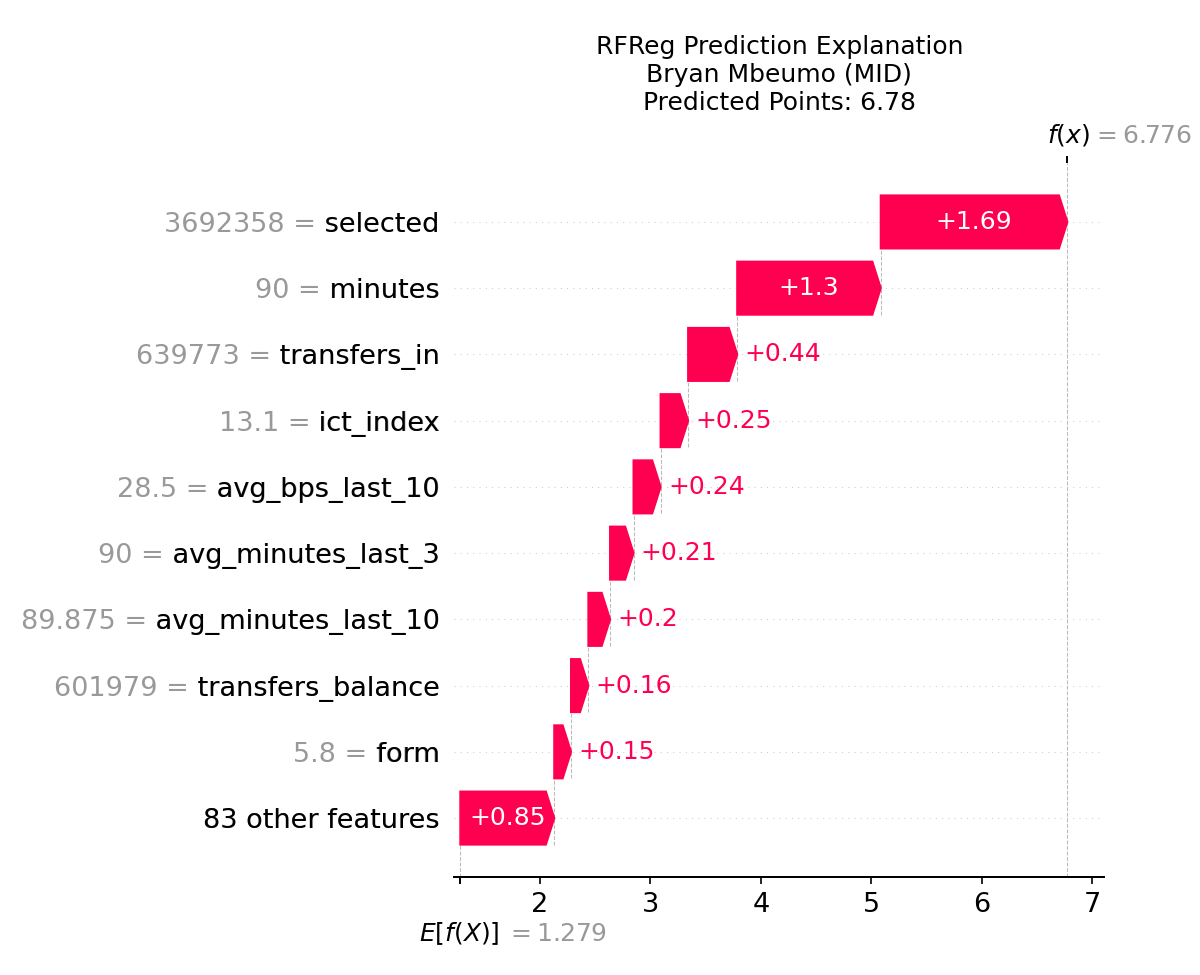 RFReg Prediction Explanation
Bryan Mbeumo (MID)
Predicted Points: 6.78
f(x) = 6.776
3692358 = selected +1.69
90 = minutes +1.3
639773 = transfers_in +0.44
13.1 = ict_index +0.25
28.5 = avg_bps_last_10 +0.24
90 = avg_minutes_last_3 +0.21
89.875 = avg_minutes_last_10 +0.2
601979 = transfers_balance +0.16
5.8 = form +0.15
83 other features +0.85
2 3 4 5 6 7
E[f(X)] = 1.279